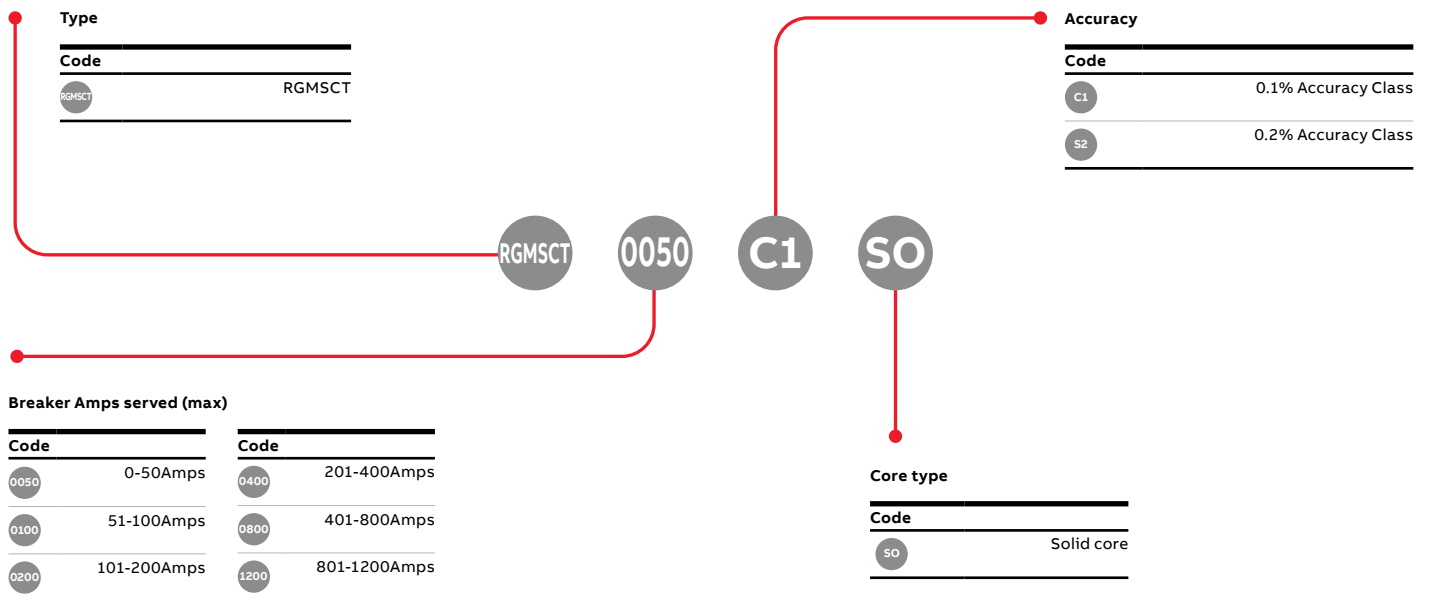 Type
Code
RGMSCT RGMSCT
Accuracy
Code
C1 0.1% Accuracy Class
S2 0.2% Accuracy Class
RGMSCT 0050 C1 SO
Breaker Amps served (max)
Code
0050 0-50Amps
0100 51-100Amps
0200 101-200Amps
Code
0400 201-400Amps
0800 401-800Amps
1200 801-1200Amps
Core type
Code
SO Solid core